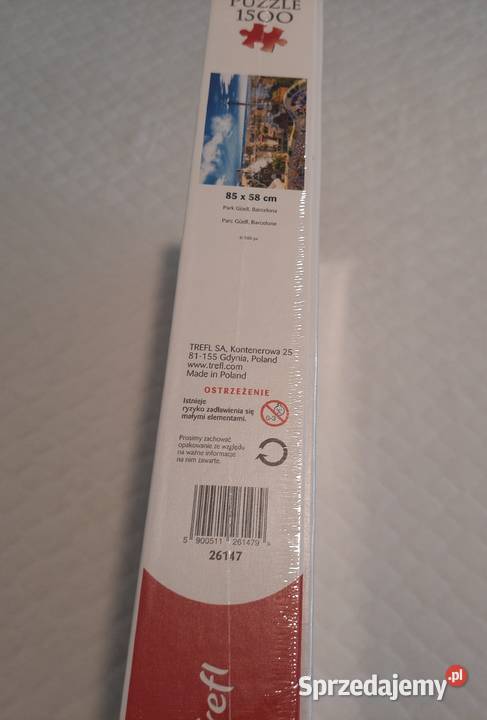 PUZZLE
1500
85 x 58 cm
Park Güell, Barcelona
Parc Güell, Barcelone
TREFL SA, Kontenerowa 25
81-155 Gdynia, Poland
www.trefl.com
Made in Poland
OSTRZEŻENIE
Istnieje
ryzyko zadławienia się
małymi elementami.
0-3
Prosimy zachować
opakowanie ze względu
na ważne informacje
na nim zawarte.
5 900511 261479 >
26147
trefl
Sprzedajemy.pl